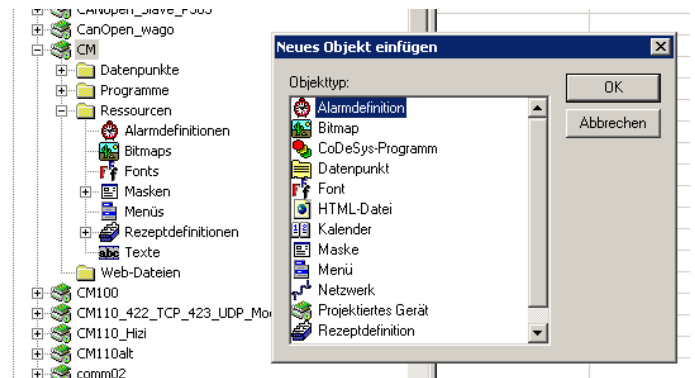 CANopen_Slave_P305
CanOpen_wago
CM
Datenpunkte
Programme
Ressourcen
Alarmdefinitionen
Bitmaps
Fonts
Masken
Menüs
Rezeptdefinitionen
abc Texte
Web-Dateien
CM100
CM110_422_TCP_423_UDP_Mo
CM110_Hizi
CM110alt
comm02
Neues Objekt einfügen
Objekttyp:
Alarmdefinition
Bitmap
CoDeSys-Programm
Datenpunkt
Font
HTML-Datei
Kalender
Maske
Menü
Netzwerk
Projektiertes Gerät
Rezeptdefinition
OK
Abbrechen